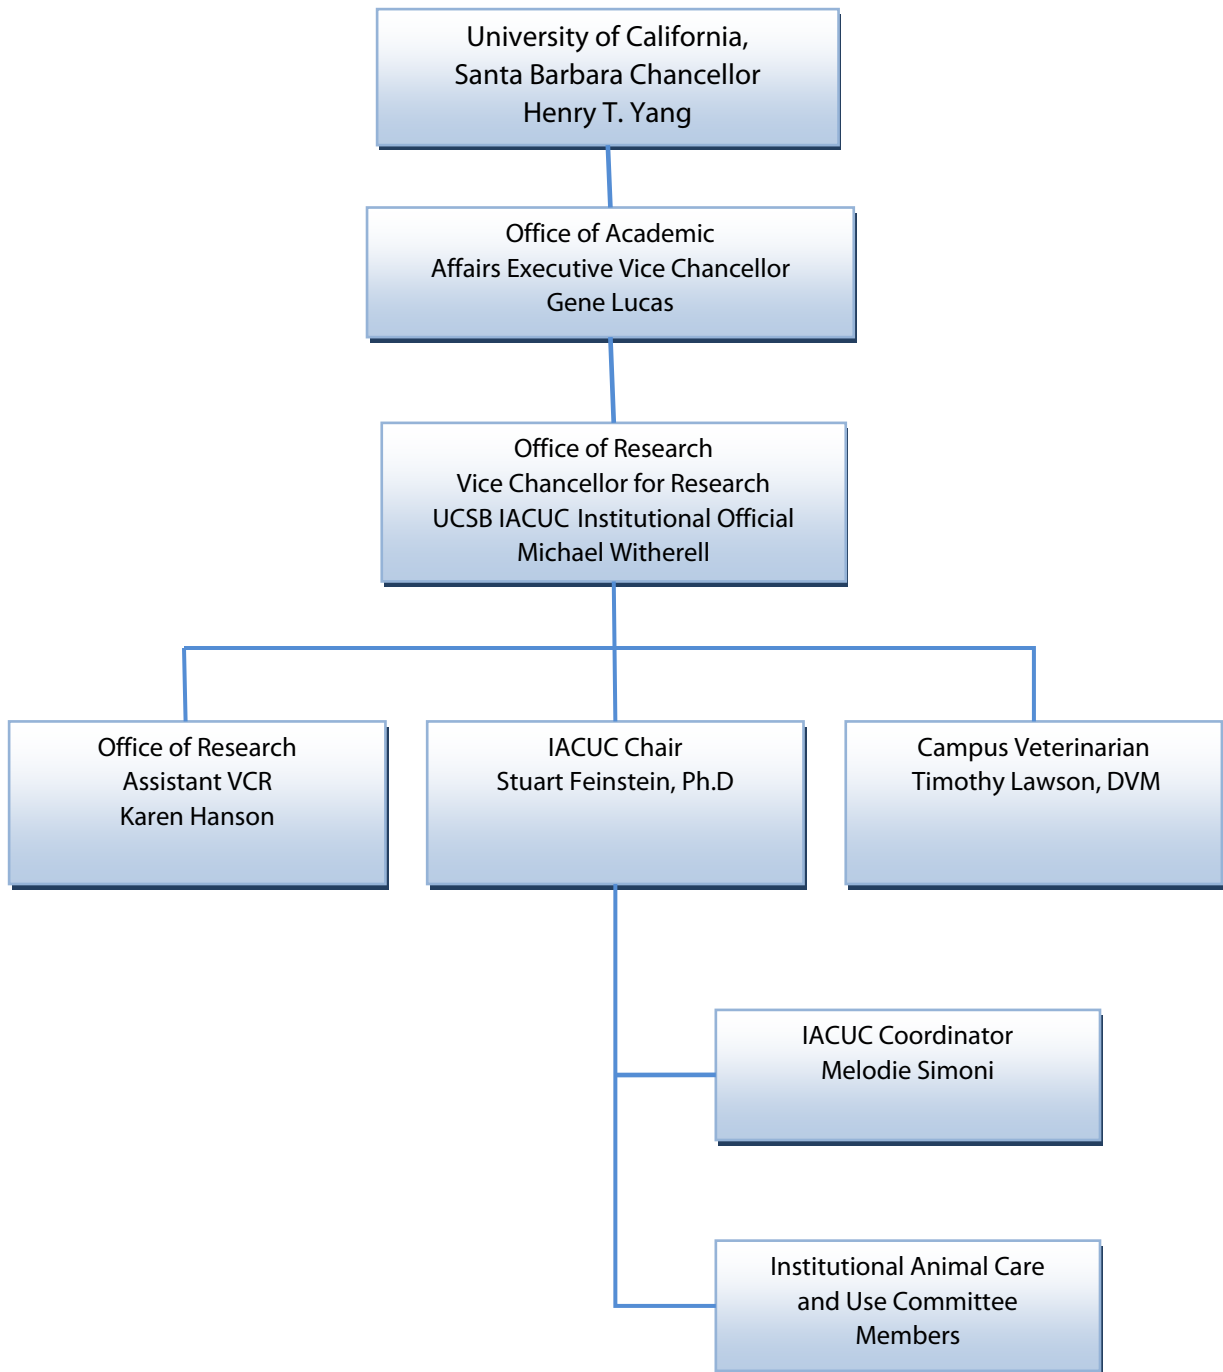 University of California,
Santa Barbara Chancellor
Henry T. Yang
Office of Academic
Affairs Executive Vice Chancellor
Gene Lucas
Office of Research
Vice Chancellor for Research
UCSB IACUC Institutional Official
Michael Witherell
Office of Research
Assistant VCR
Karen Hanson
IACUC Chair
Stuart Feinstein, Ph.D
Campus Veterinarian
Timothy Lawson, DVM
IACUC Coordinator
Melodie Simoni
Institutional Animal Care
and Use Committee
Members